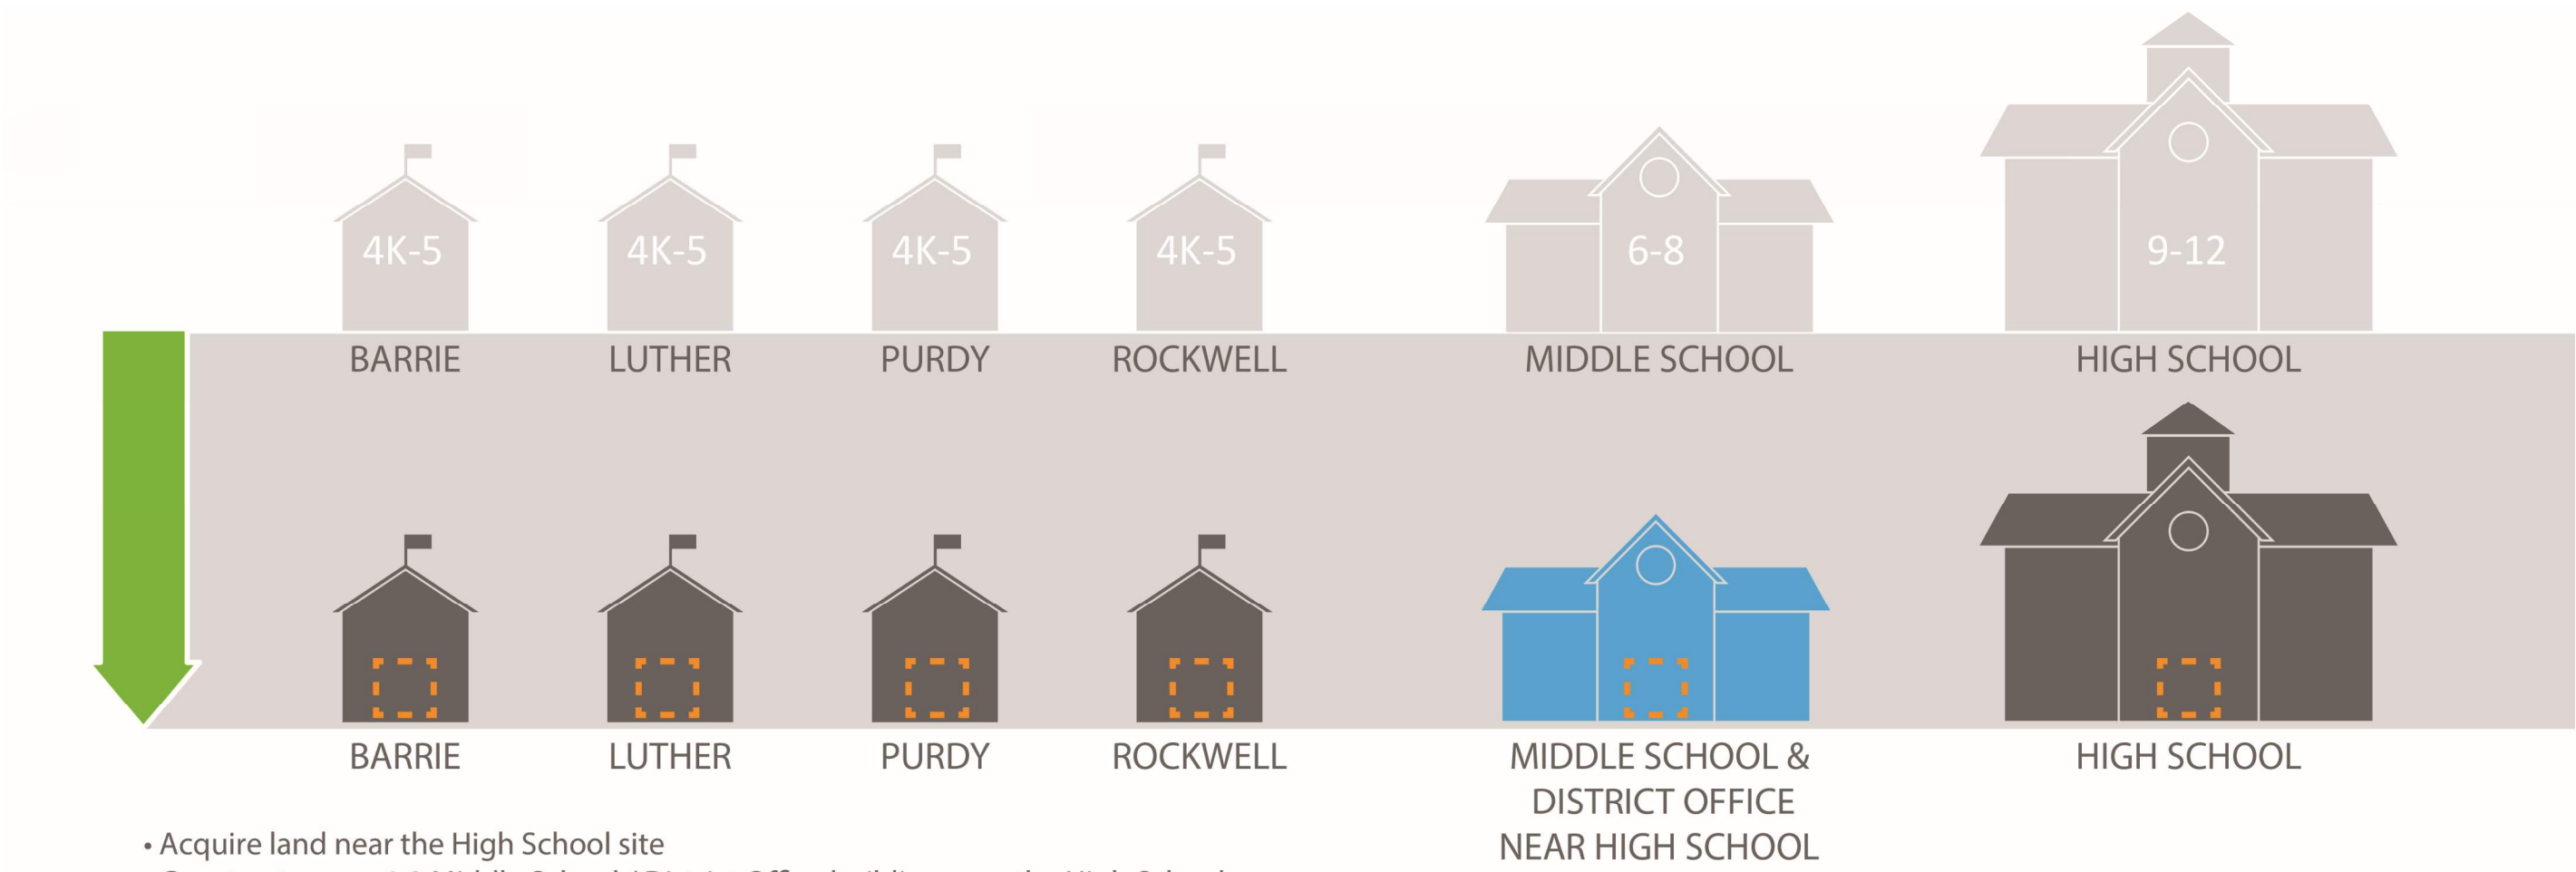 4K-5 4K-5 4K-5 4K-5 6-8 9-12
BARRIE LUTHER PURDY ROCKWELL MIDDLE SCHOOL HIGH SCHOOL
BARRIE LUTHER PURDY ROCKWELL MIDDLE SCHOOL & HIGH SCHOOL
DISTRICT OFFICE
NEAR HIGH SCHOOL
• Acquire land near the High School site